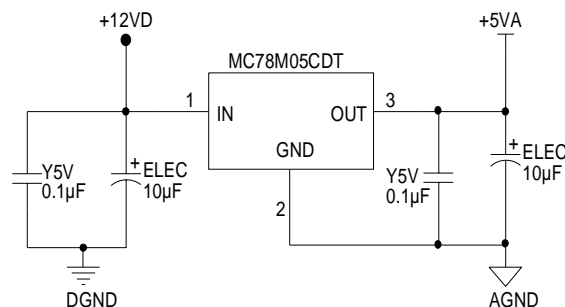 +12VD
+5VA
MC78M05CDT
1
IN
OUT
3
GND
2
Y5V
0.1µF
+
ELEC
10µF
Y5V
0.1µF
+
ELEC
10µF
DGND
AGND